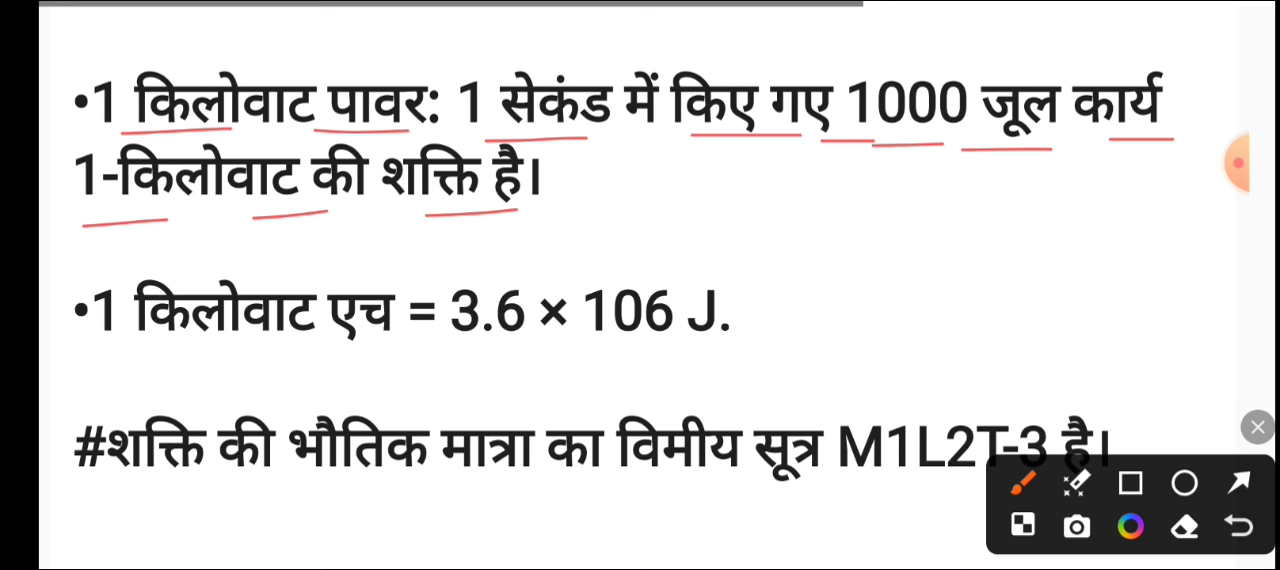 •1 किलोवाट पावर: 1 सेकंड में किए गए 1000 जूल कार्य
1-किलोवाट की शक्ति है।
•1 किलोवाट एच = 3.6 × 106 J.
#शक्ति की भौतिक मात्रा का विमीय सूत्र M1L2T-3 है।